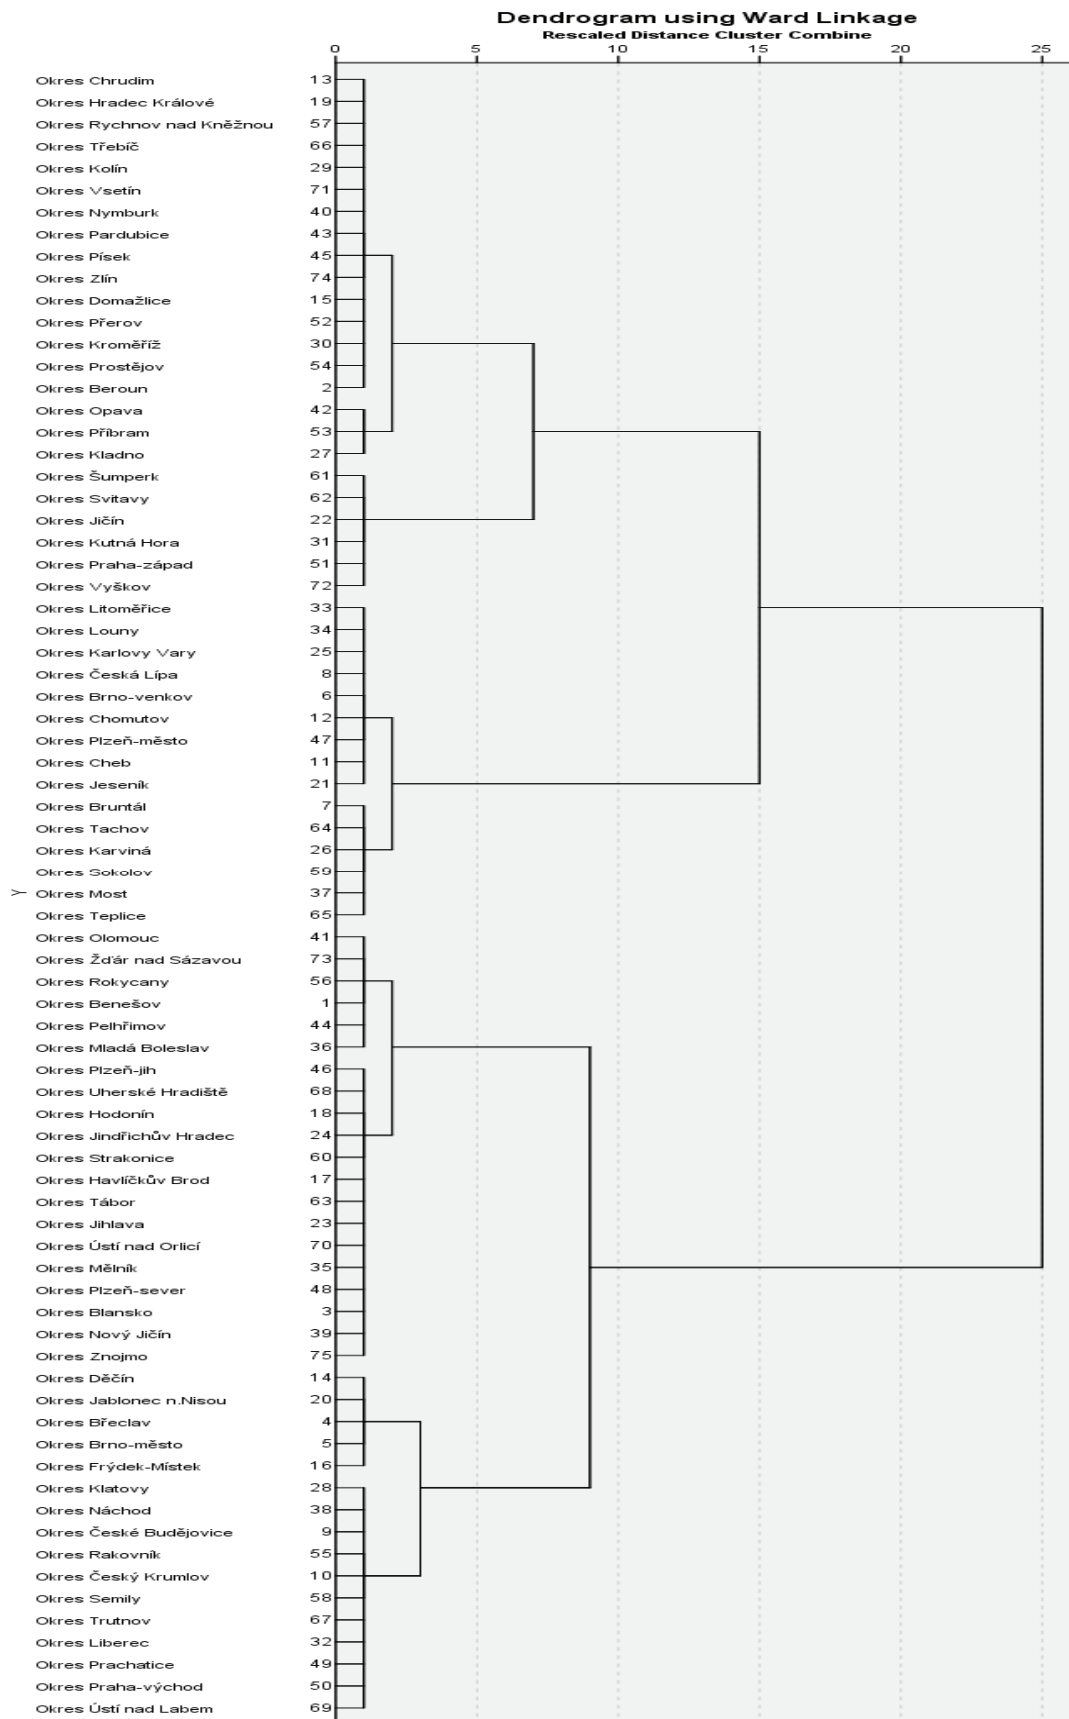 Dendrogram using Ward Linkage
Rescaled Distance Cluster Combine
0 5 10 15 20 25
Okres Chrudim 13
Okres Hradec Králové 19
Okres Rychnov nad Kněžnou 57
Okres Třebíč 66
Okres Kolín 29
Okres Vsetín 71
Okres Nymburk 40
Okres Pardubice 43
Okres Písek 45
Okres Zlín 74
Okres Domažlice 15
Okres Přerov 52
Okres Kroměříž 30
Okres Prostějov 54
Okres Beroun 2
Okres Opava 42
Okres Příbram 53
Okres Kladno 27
Okres Šumperk 61
Okres Svitavy 62
Okres Jičín 22
Okres Kutná Hora 31
Okres Praha-západ 51
Okres Vyškov 72
Okres Litoměřice 33
Okres Louny 34
Okres Karlovy Vary 25
Okres Česká Lípa 8
Okres Brno-venkov 6
Okres Chomutov 12
Okres Plzeň-město 47
Okres Cheb 11
Okres Jeseník 21
Okres Bruntál 7
Okres Tachov 64
Okres Karviná 26
Okres Sokolov 59
Y
Okres Most 37
Okres Teplice 65
Okres Olomouc 41
Okres Žďár nad Sázavou 73
Okres Rokycany 56
Okres Benešov 1
Okres Pelhřimov 44
Okres Mladá Boleslav 36
Okres Plzeň-jih 46
Okres Uherské Hradiště 68
Okres Hodonín 18
Okres Jindřichův Hradec 24
Okres Strakonice 60
Okres Havlíčkův Brod 17
Okres Tábor 63
Okres Jihlava 23
Okres Ústí nad Orlicí 70
Okres Mělník 35
Okres Plzeň-sever 48
Okres Blansko 3
Okres Nový Jičín 39
Okres Znojmo 75
Okres Děčín 14
Okres Jablonec n.Nisou 20
Okres Břeclav 4
Okres Brno-město 5
Okres Frýdek-Místek 16
Okres Klatovy 28
Okres Náchod 38
Okres České Budějovice 9
Okres Rakovník 55
Okres Český Krumlov 10
Okres Semily 58
Okres Trutnov 67
Okres Liberec 32
Okres Prachatice 49
Okres Praha-východ 50
Okres Ústí nad Labem 69